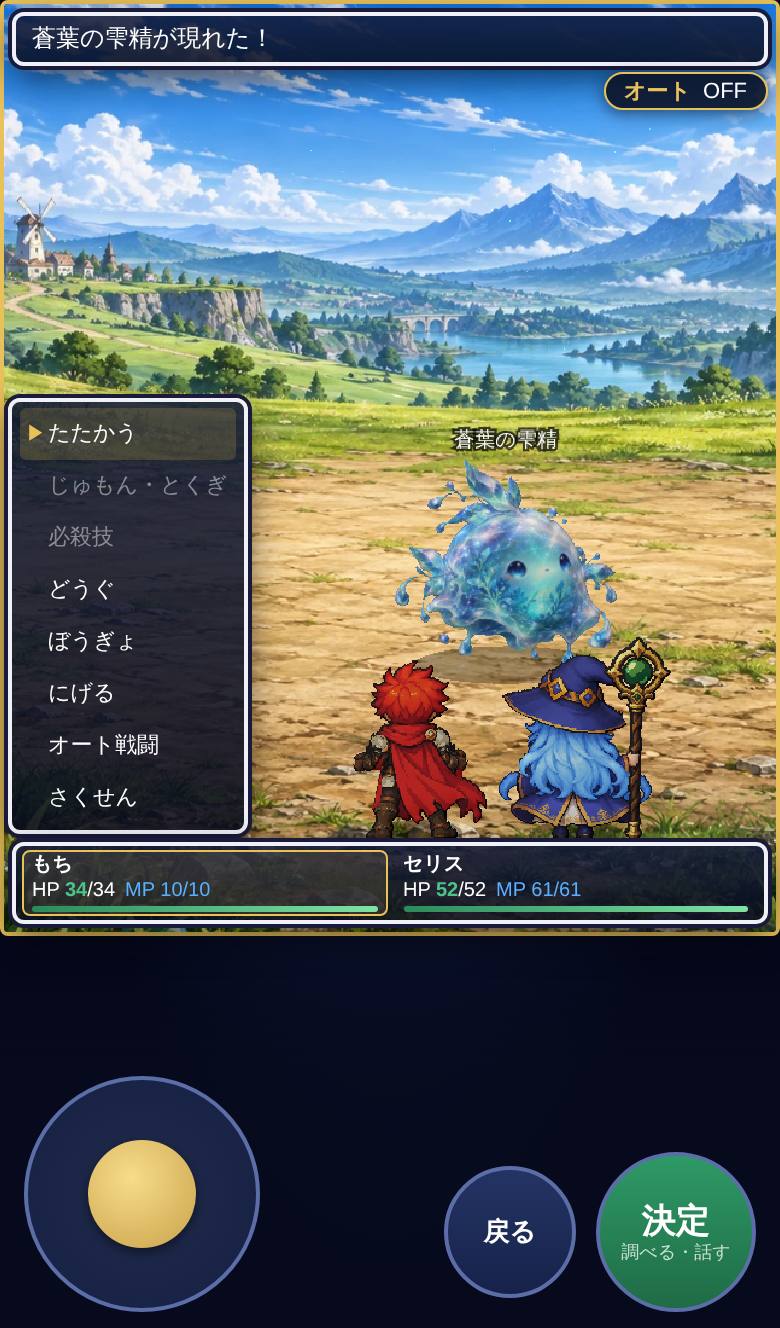 蒼葉の雫精が現れた！
オート OFF
たたかう
じゅもん・とくぎ
必殺技
どうぐ
ぼうぎょ
にげる
オート戦闘
さくせん
蒼葉の雫精
もち
HP 34/34 MP 10/10
セリス
HP 52/52 MP 61/61
戻る
決定
調べる・話す